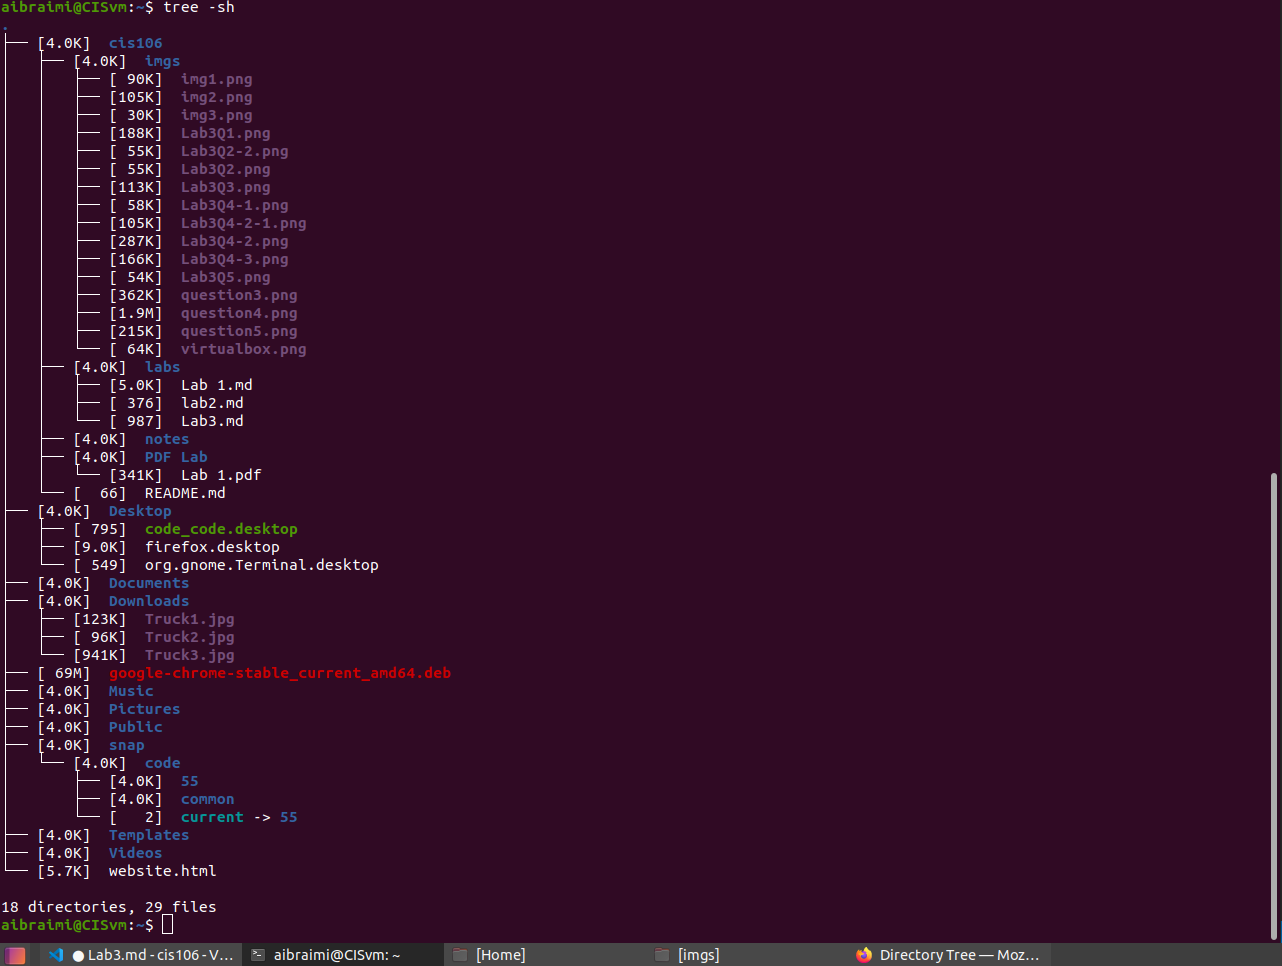 aibraimi@CISvm:~$ tree -sh
.
├── [4.0K]  cis106
│   ├── [4.0K]  imgs
│   │   ├── [ 90K]  img1.png
│   │   ├── [105K]  img2.png
│   │   ├── [ 30K]  img3.png
│   │   ├── [188K]  Lab3Q1.png
│   │   ├── [ 55K]  Lab3Q2-2.png
│   │   ├── [ 55K]  Lab3Q2.png
│   │   ├── [113K]  Lab3Q3.png
│   │   ├── [ 58K]  Lab3Q4-1.png
│   │   ├── [105K]  Lab3Q4-2-1.png
│   │   ├── [287K]  Lab3Q4-2.png
│   │   ├── [166K]  Lab3Q4-3.png
│   │   ├── [ 54K]  Lab3Q5.png
│   │   ├── [362K]  question3.png
│   │   ├── [1.9M]  question4.png
│   │   ├── [215K]  question5.png
│   │   └── [ 64K]  virtualbox.png
│   ├── [4.0K]  labs
│   │   ├── [5.0K]  Lab 1.md
│   │   ├── [ 376]  lab2.md
│   │   └── [ 987]  Lab3.md
│   ├── [4.0K]  notes
│   ├── [4.0K]  PDF Lab
│   │   └── [341K]  Lab 1.pdf
│   └── [  66]  README.md
├── [4.0K]  Desktop
│   ├── [ 795]  code_code.desktop
│   ├── [9.0K]  firefox.desktop
│   └── [ 549]  org.gnome.Terminal.desktop
├── [4.0K]  Documents
├── [4.0K]  Downloads
│   ├── [123K]  Truck1.jpg
│   ├── [ 96K]  Truck2.jpg
│   └── [941K]  Truck3.jpg
├── [ 69M]  google-chrome-stable_current_amd64.deb
├── [4.0K]  Music
├── [4.0K]  Pictures
├── [4.0K]  Public
├── [4.0K]  snap
│   └── [4.0K]  code
│       ├── [4.0K]  55
│       ├── [4.0K]  common
│       └── [   2]  current -> 55
├── [4.0K]  Templates
├── [4.0K]  Videos
└── [5.7K]  website.html
18 directories, 29 files
aibraimi@CISvm:~$
● Lab3.md - cis106 - V... aibraimi@CISvm: ~ [Home] [imgs] Directory Tree — Moz...